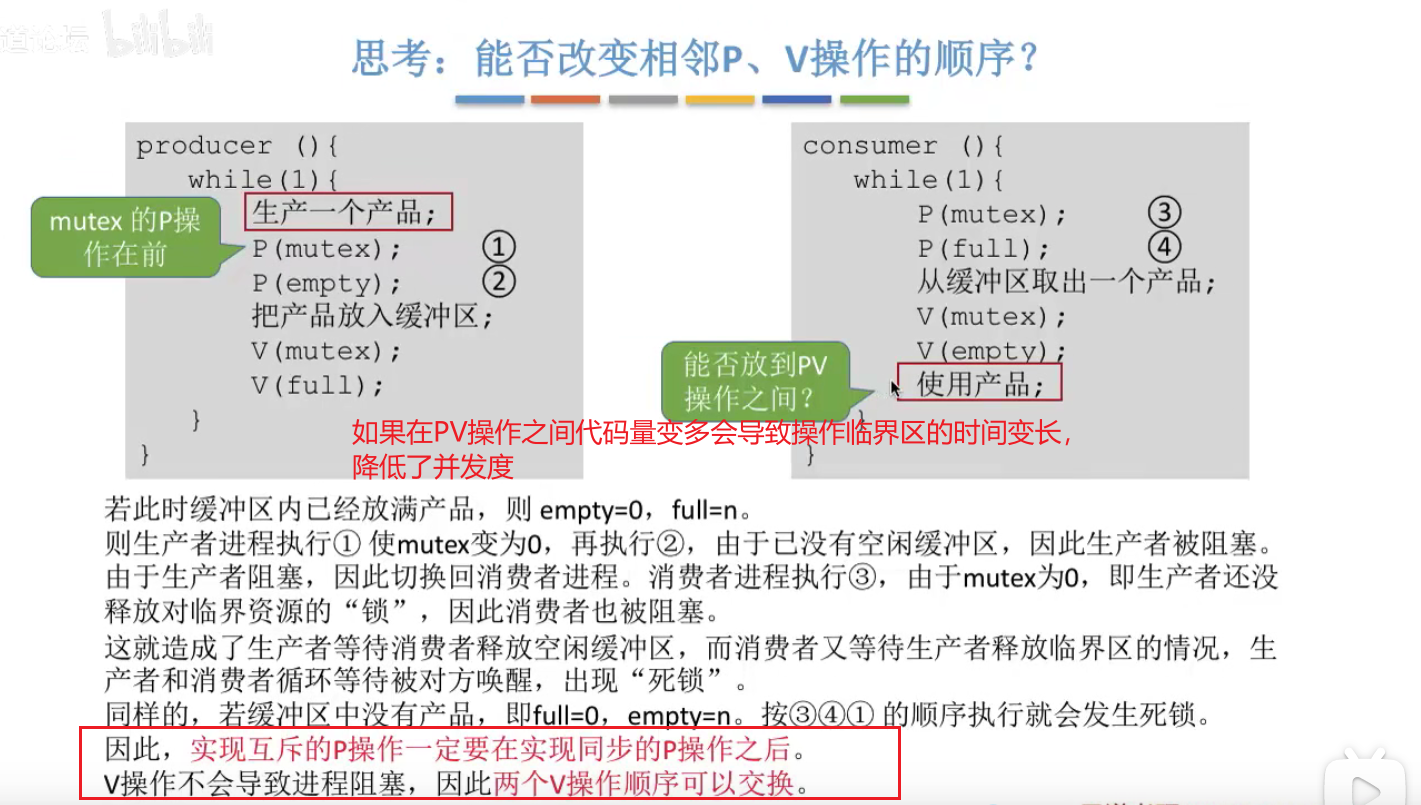 bilibili
思考：能否改变相邻P、V操作的顺序？
producer (){
while(1){
生产一个产品;
mutex 的P操
作在前
P(mutex); ①
P(empty); ②
把产品放入缓冲区;
V(mutex);
V(full);
}
}
consumer (){
while(1){
P(mutex); ③
P(full); ④
从缓冲区取出一个产品;
V(mutex);
V(empty);
能否放到PV
操作之间？
使用产品;
}
}
如果在PV操作之间代码量变多会导致操作临界区的时间变长，
降低了并发度
若此时缓冲区内已经放满产品，则 empty=0，full=n。
则生产者进程执行① 使mutex变为0，再执行②，由于已没有空闲缓冲区，因此生产者被阻塞。
由于生产者阻塞，因此切换回消费者进程。消费者进程执行③，由于mutex为0，即生产者还没
释放对临界资源的“锁”，因此消费者也被阻塞。
这就造成了生产者等待消费者释放空闲缓冲区，而消费者又等待生产者释放临界区的情况，生
产者和消费者循环等待被对方唤醒，出现“死锁”。
同样的，若缓冲区中没有产品，即full=0，empty=n。按③④① 的顺序执行就会发生死锁。
因此，实现互斥的P操作一定要在实现同步的P操作之后。
V操作不会导致进程阻塞，因此两个V操作顺序可以交换。